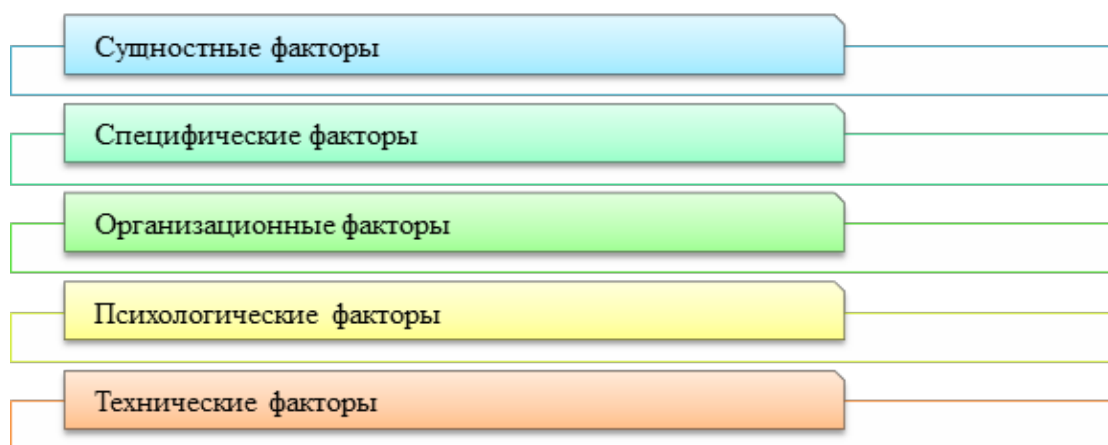 Сущностные факторы
Специфические факторы
Организационные факторы
Психологические факторы
Технические факторы